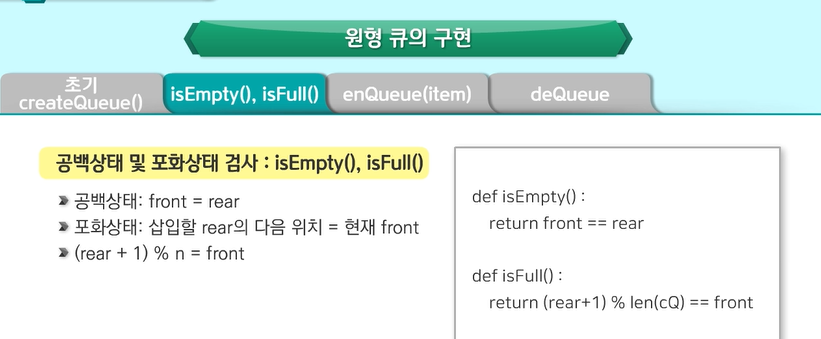 원형 큐의 구현
초기
createQueue()
isEmpty(), isFull()
enQueue(item)
deQueue
공백상태 및 포화상태 검사 : isEmpty(), isFull()
공백상태: front = rear
포화상태: 삽입할 rear의 다음 위치 = 현재 front
(rear + 1) % n = front
def isEmpty() :
return front == rear
def isFull() :
return (rear+1) % len(cQ) == front